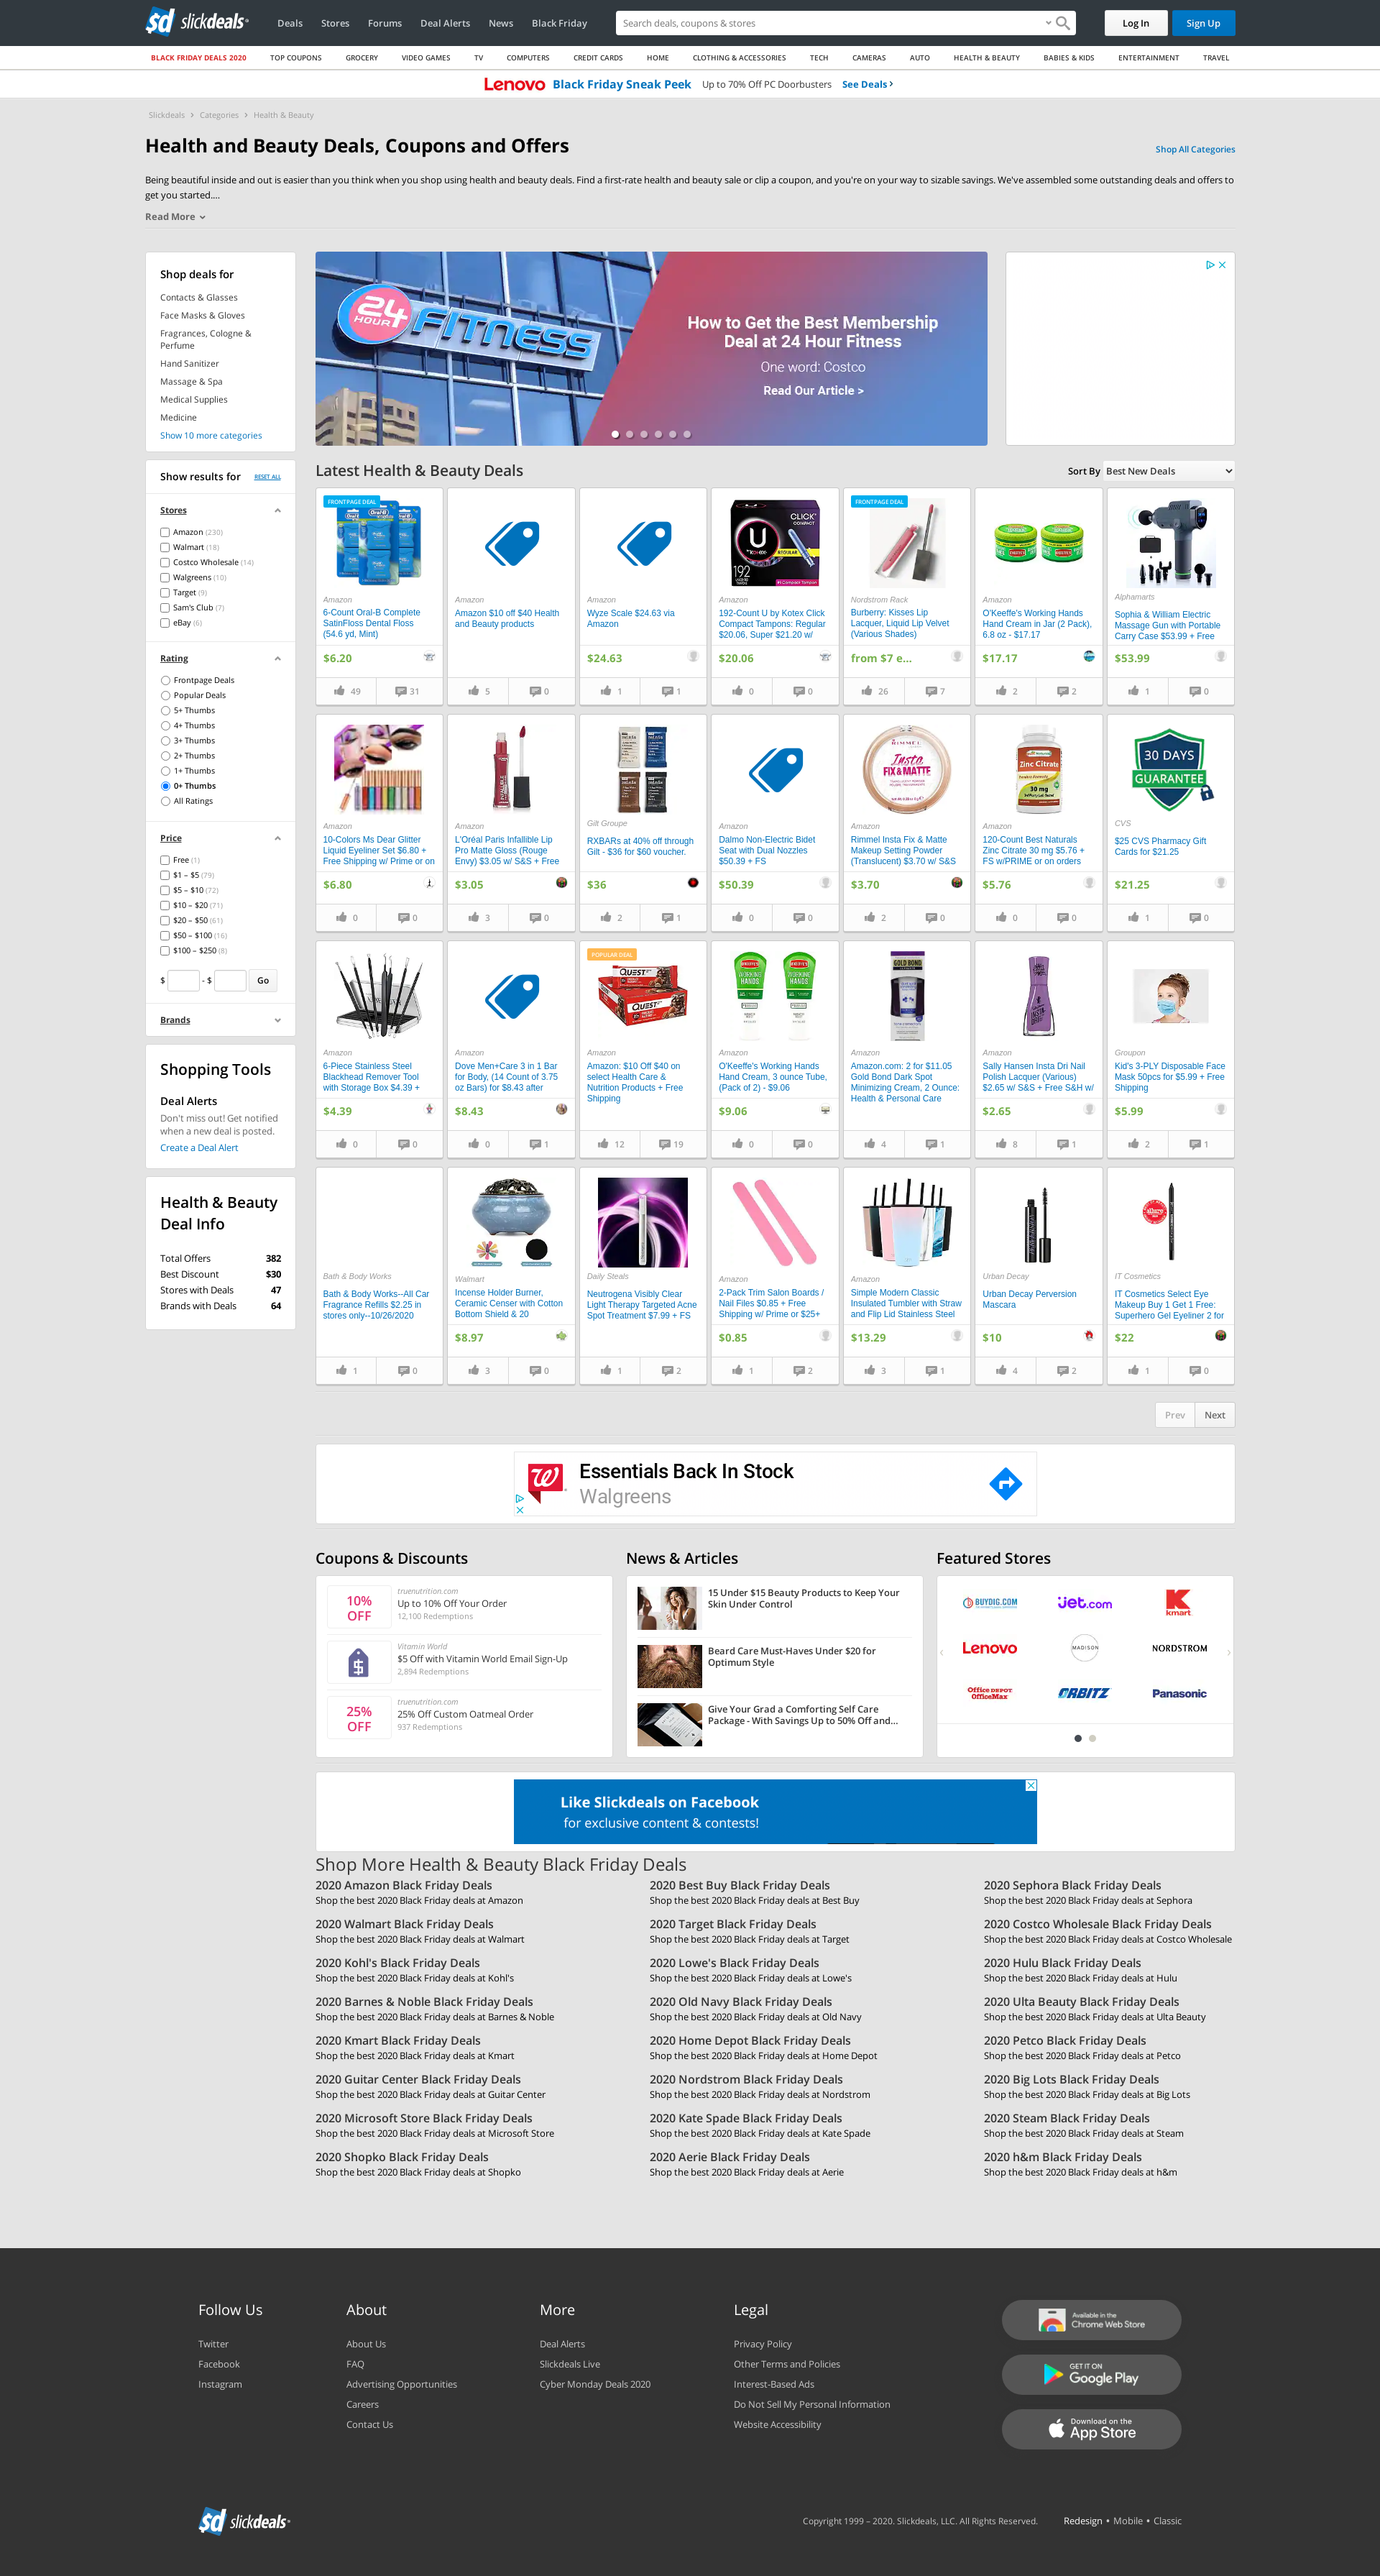 sd slickdeals
Deals Stores Forums Deal Alerts News Black Friday
Search deals, coupons & stores
Log In
Sign Up
BLACK FRIDAY DEALS 2020 TOP COUPONS GROCERY VIDEO GAMES TV COMPUTERS CREDIT CARDS HOME CLOTHING & ACCESSORIES TECH CAMERAS AUTO HEALTH & BEAUTY BABIES & KIDS ENTERTAINMENT TRAVEL
Lenovo Black Friday Sneak Peek Up to 70% Off PC Doorbusters See Deals ›
Slickdeals › Categories › Health & Beauty
Health and Beauty Deals, Coupons and Offers
Shop All Categories
Being beautiful inside and out is easier than you think when you shop using health and beauty deals. Find a first-rate health and beauty sale or clip a coupon, and you're on your way to sizable savings. We've assembled some outstanding deals and offers to
get you started....
Read More
Shop deals for
Contacts & Glasses
Face Masks & Gloves
Fragrances, Cologne &
Perfume
Hand Sanitizer
Massage & Spa
Medical Supplies
Medicine
Show 10 more categories
24 HOUR FITNESS
How to Get the Best Membership
Deal at 24 Hour Fitness
One word: Costco
Read Our Article >
Show results for
RESET ALL
Stores
Amazon (230)
Walmart (18)
Costco Wholesale (14)
Walgreens (10)
Target (9)
Sam's Club (7)
eBay (6)
Rating
Frontpage Deals
Popular Deals
5+ Thumbs
4+ Thumbs
3+ Thumbs
2+ Thumbs
1+ Thumbs
0+ Thumbs
All Ratings
Price
Free (1)
$1 – $5 (79)
$5 – $10 (72)
$10 – $20 (71)
$20 – $50 (61)
$50 – $100 (16)
$100 – $250 (8)
$ - $ Go
Brands
Shopping Tools
Deal Alerts
Don't miss out! Get notified
when a new deal is posted.
Create a Deal Alert
Health & Beauty
Deal Info
Total Offers 382
Best Discount $30
Stores with Deals 47
Brands with Deals 64
Latest Health & Beauty Deals
Sort By Best New Deals
FRONTPAGE DEAL
Amazon
6-Count Oral-B Complete
SatinFloss Dental Floss
(54.6 yd, Mint)
$6.20
49 31
Amazon
Amazon $10 off $40 Health
and Beauty products
5 0
Amazon
Wyze Scale $24.63 via
Amazon
$24.63
1 1
U by Kotex CLICK COMPACT REGULAR 192
Amazon
192-Count U by Kotex Click
Compact Tampons: Regular
$20.06, Super $21.20 w/
$20.06
0 0
FRONTPAGE DEAL
Nordstrom Rack
Burberry: Kisses Lip
Lacquer, Liquid Lip Velvet
(Various Shades)
from $7 e...
26 7
Amazon
O'Keeffe's Working Hands
Hand Cream in Jar (2 Pack),
6.8 oz - $17.17
$17.17
2 2
Alphamarts
Sophia & William Electric
Massage Gun with Portable
Carry Case $53.99 + Free
$53.99
1 0
Amazon
10-Colors Ms Dear Glitter
Liquid Eyeliner Set $6.80 +
Free Shipping w/ Prime or on
$6.80
0 0
Amazon
L'Oréal Paris Infallible Lip
Pro Matte Gloss (Rouge
Envy) $3.05 w/ S&S + Free
$3.05
3 0
Gilt Groupe
RXBARs at 40% off through
Gilt - $36 for $60 voucher.
$36
2 1
Amazon
Dalmo Non-Electric Bidet
Seat with Dual Nozzles
$50.39 + FS
$50.39
0 0
RIMMEL Insta FIX & MATTE
Amazon
Rimmel Insta Fix & Matte
Makeup Setting Powder
(Translucent) $3.70 w/ S&S
$3.70
2 0
Zinc Citrate 30 mg
Amazon
120-Count Best Naturals
Zinc Citrate 30 mg $5.76 +
FS w/PRIME or on orders
$5.76
0 0
30 DAYS GUARANTEE
CVS
$25 CVS Pharmacy Gift
Cards for $21.25
$21.25
1 0
Amazon
6-Piece Stainless Steel
Blackhead Remover Tool
with Storage Box $4.39 +
$4.39
0 0
Amazon
Dove Men+Care 3 in 1 Bar
for Body, (14 Count of 3.75
oz Bars) for $8.43 after
$8.43
0 1
POPULAR DEAL
QUEST
Amazon
Amazon: $10 Off $40 on
select Health Care &
Nutrition Products + Free
Shipping
12 19
WORKING HANDS
Amazon
O'Keeffe's Working Hands
Hand Cream, 3 ounce Tube,
(Pack of 2) - $9.06
$9.06
0 0
GOLD BOND
Amazon
Amazon.com: 2 for $11.05
Gold Bond Dark Spot
Minimizing Cream, 2 Ounce:
Health & Personal Care
4 1
INSTA DRI
Amazon
Sally Hansen Insta Dri Nail
Polish Lacquer (Various)
$2.65 w/ S&S + Free S&H w/
$2.65
8 1
Groupon
Kid's 3-PLY Disposable Face
Mask 50pcs for $5.99 + Free
Shipping
$5.99
2 1
Bath & Body Works
Bath & Body Works--All Car
Fragrance Refills $2.25 in
stores only--10/26/2020
1 0
Walmart
Incense Holder Burner,
Ceramic Censer with Cotton
Bottom Shield & 20
$8.97
3 0
Daily Steals
Neutrogena Visibly Clear
Light Therapy Targeted Acne
Spot Treatment $7.99 + FS
1 2
Amazon
2-Pack Trim Salon Boards /
Nail Files $0.85 + Free
Shipping w/ Prime or $25+
$0.85
1 2
Amazon
Simple Modern Classic
Insulated Tumbler with Straw
and Flip Lid Stainless Steel
$13.29
3 1
Urban Decay
Urban Decay Perversion
Mascara
$10
4 2
IT Cosmetics
IT Cosmetics Select Eye
Makeup Buy 1 Get 1 Free:
Superhero Gel Eyeliner 2 for
$22
1 0
Prev Next
Essentials Back In Stock
Walgreens
Coupons & Discounts
10% OFF
truenutrition.com
Up to 10% Off Your Order
12,100 Redemptions
Vitamin World
$5 Off with Vitamin World Email Sign-Up
2,894 Redemptions
25% OFF
truenutrition.com
25% Off Custom Oatmeal Order
937 Redemptions
News & Articles
15 Under $15 Beauty Products to Keep Your
Skin Under Control
Beard Care Must-Haves Under $20 for
Optimum Style
Give Your Grad a Comforting Self Care
Package - With Savings Up to 50% Off and...
Featured Stores
BUYDIG.COM jet.com Kmart
Lenovo MADISON NORDSTROM
Office DEPOT OfficeMax ORBITZ Panasonic
Like Slickdeals on Facebook
for exclusive content & contests!
Shop More Health & Beauty Black Friday Deals
2020 Amazon Black Friday Deals
Shop the best 2020 Black Friday deals at Amazon
2020 Best Buy Black Friday Deals
Shop the best 2020 Black Friday deals at Best Buy
2020 Sephora Black Friday Deals
Shop the best 2020 Black Friday deals at Sephora
2020 Walmart Black Friday Deals
Shop the best 2020 Black Friday deals at Walmart
2020 Target Black Friday Deals
Shop the best 2020 Black Friday deals at Target
2020 Costco Wholesale Black Friday Deals
Shop the best 2020 Black Friday deals at Costco Wholesale
2020 Kohl's Black Friday Deals
Shop the best 2020 Black Friday deals at Kohl's
2020 Lowe's Black Friday Deals
Shop the best 2020 Black Friday deals at Lowe's
2020 Hulu Black Friday Deals
Shop the best 2020 Black Friday deals at Hulu
2020 Barnes & Noble Black Friday Deals
Shop the best 2020 Black Friday deals at Barnes & Noble
2020 Old Navy Black Friday Deals
Shop the best 2020 Black Friday deals at Old Navy
2020 Ulta Beauty Black Friday Deals
Shop the best 2020 Black Friday deals at Ulta Beauty
2020 Kmart Black Friday Deals
Shop the best 2020 Black Friday deals at Kmart
2020 Home Depot Black Friday Deals
Shop the best 2020 Black Friday deals at Home Depot
2020 Petco Black Friday Deals
Shop the best 2020 Black Friday deals at Petco
2020 Guitar Center Black Friday Deals
Shop the best 2020 Black Friday deals at Guitar Center
2020 Nordstrom Black Friday Deals
Shop the best 2020 Black Friday deals at Nordstrom
2020 Big Lots Black Friday Deals
Shop the best 2020 Black Friday deals at Big Lots
2020 Microsoft Store Black Friday Deals
Shop the best 2020 Black Friday deals at Microsoft Store
2020 Kate Spade Black Friday Deals
Shop the best 2020 Black Friday deals at Kate Spade
2020 Steam Black Friday Deals
Shop the best 2020 Black Friday deals at Steam
2020 Shopko Black Friday Deals
Shop the best 2020 Black Friday deals at Shopko
2020 Aerie Black Friday Deals
Shop the best 2020 Black Friday deals at Aerie
2020 h&m Black Friday Deals
Shop the best 2020 Black Friday deals at h&m
Follow Us
Twitter
Facebook
Instagram
About
About Us
FAQ
Advertising Opportunities
Careers
Contact Us
More
Deal Alerts
Slickdeals Live
Cyber Monday Deals 2020
Legal
Privacy Policy
Other Terms and Policies
Interest-Based Ads
Do Not Sell My Personal Information
Website Accessibility
Available in the
Chrome Web Store
GET IT ON
Google Play
Download on the
App Store
sd slickdeals
Copyright 1999 – 2020. Slickdeals, LLC. All Rights Reserved.
Redesign • Mobile • Classic